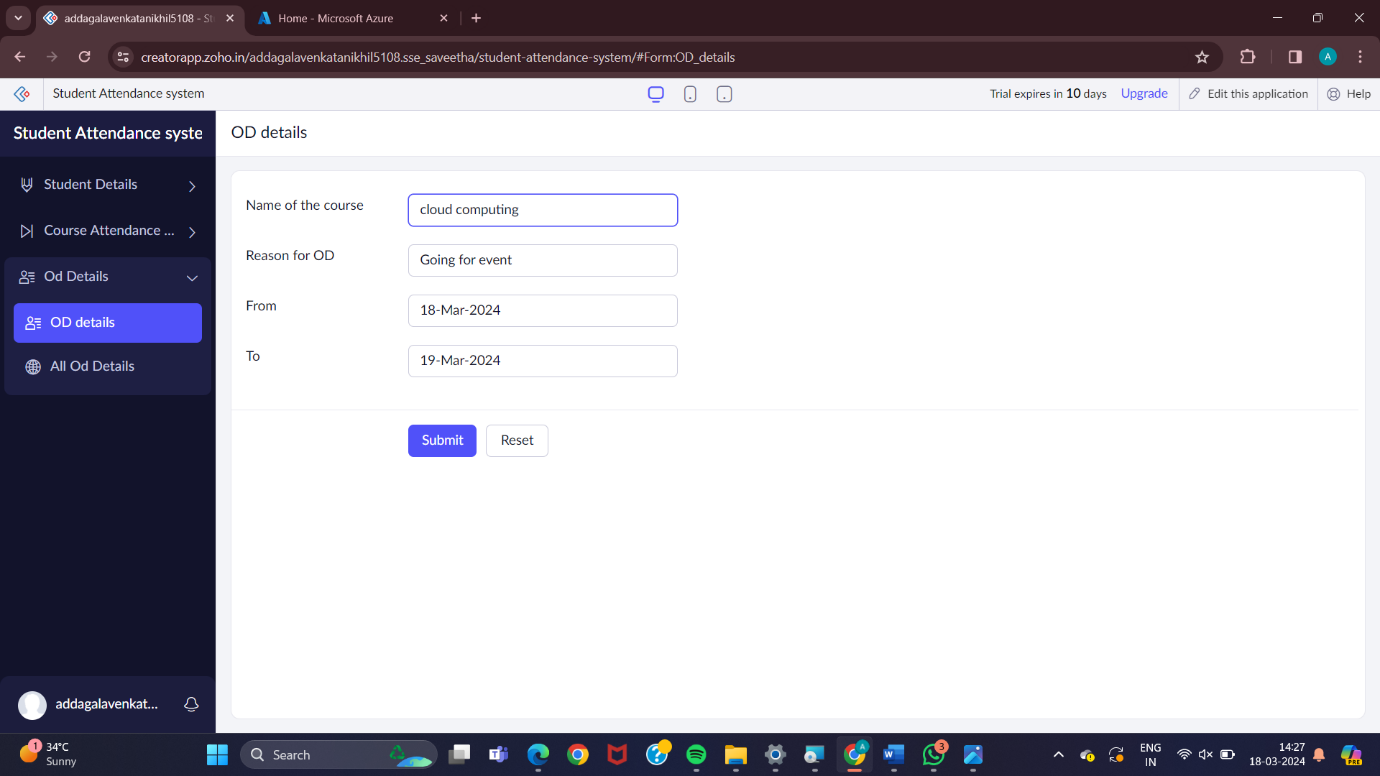 addagalavenkatanikhil5108 - St
Home - Microsoft Azure
creatorapp.zoho.in/addagalavenkatanikhil5108.sse_saveetha/student-attendance-system/#Form:OD_details
A
Student Attendance system
Trial expires in 10 days
Upgrade
Edit this application
Help
Student Attendance syste
OD details
Student Details
Course Attendance ...
Od Details
OD details
All Od Details
Name of the course
cloud computing
Reason for OD
Going for event
From
18-Mar-2024
To
19-Mar-2024
Submit
Reset
addagalavenkat...
1
34°C
Sunny
Search
A
3
ENG
IN
14:27
18-03-2024
PRE